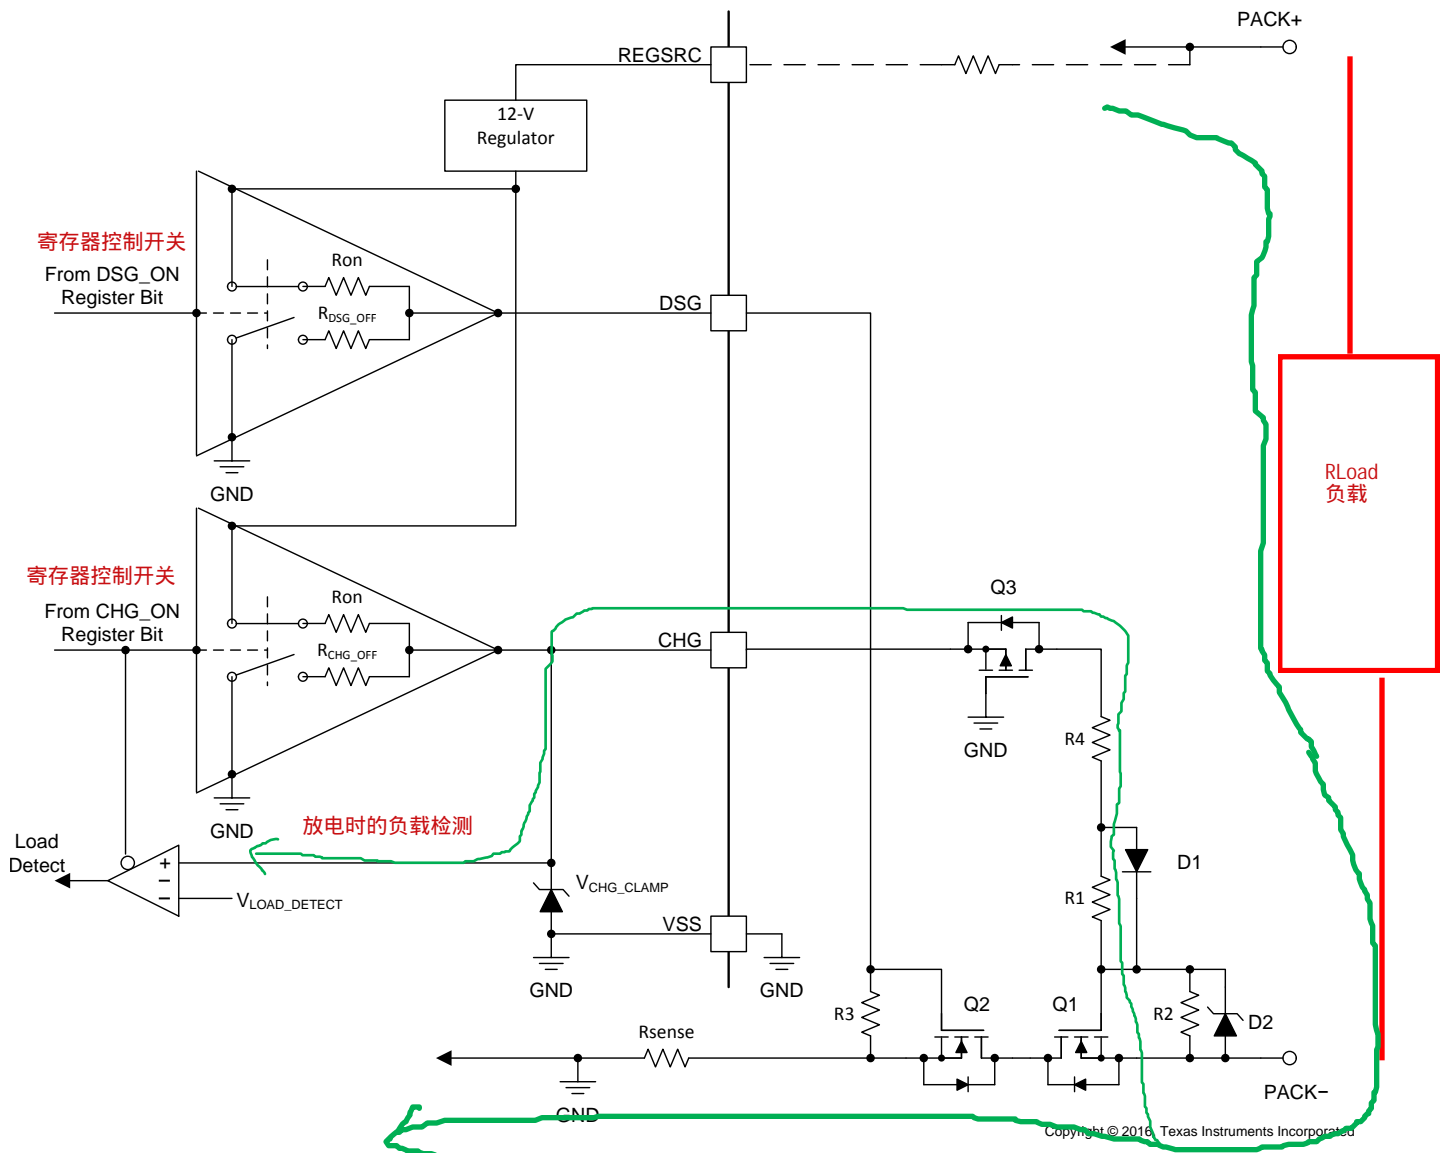 PACK+
REGSRC
12-V
Regulator
寄存器控制开关
From DSG_ON
Register Bit
Ron
RDSG_OFF
DSG
GND
RLoad
负载
寄存器控制开关
From CHG_ON
Register Bit
Ron
RCHG_OFF
CHG
Q3
GND
R4
GND
放电时的负载检测
Load
Detect
+
−
−
VLOAD_DETECT
VCHG_CLAMP
D1
R1
VSS
GND
GND
R3
Q2
Q1
R2
D2
Rsense
GND
PACK−
Copyright © 2016, Texas Instruments Incorporated